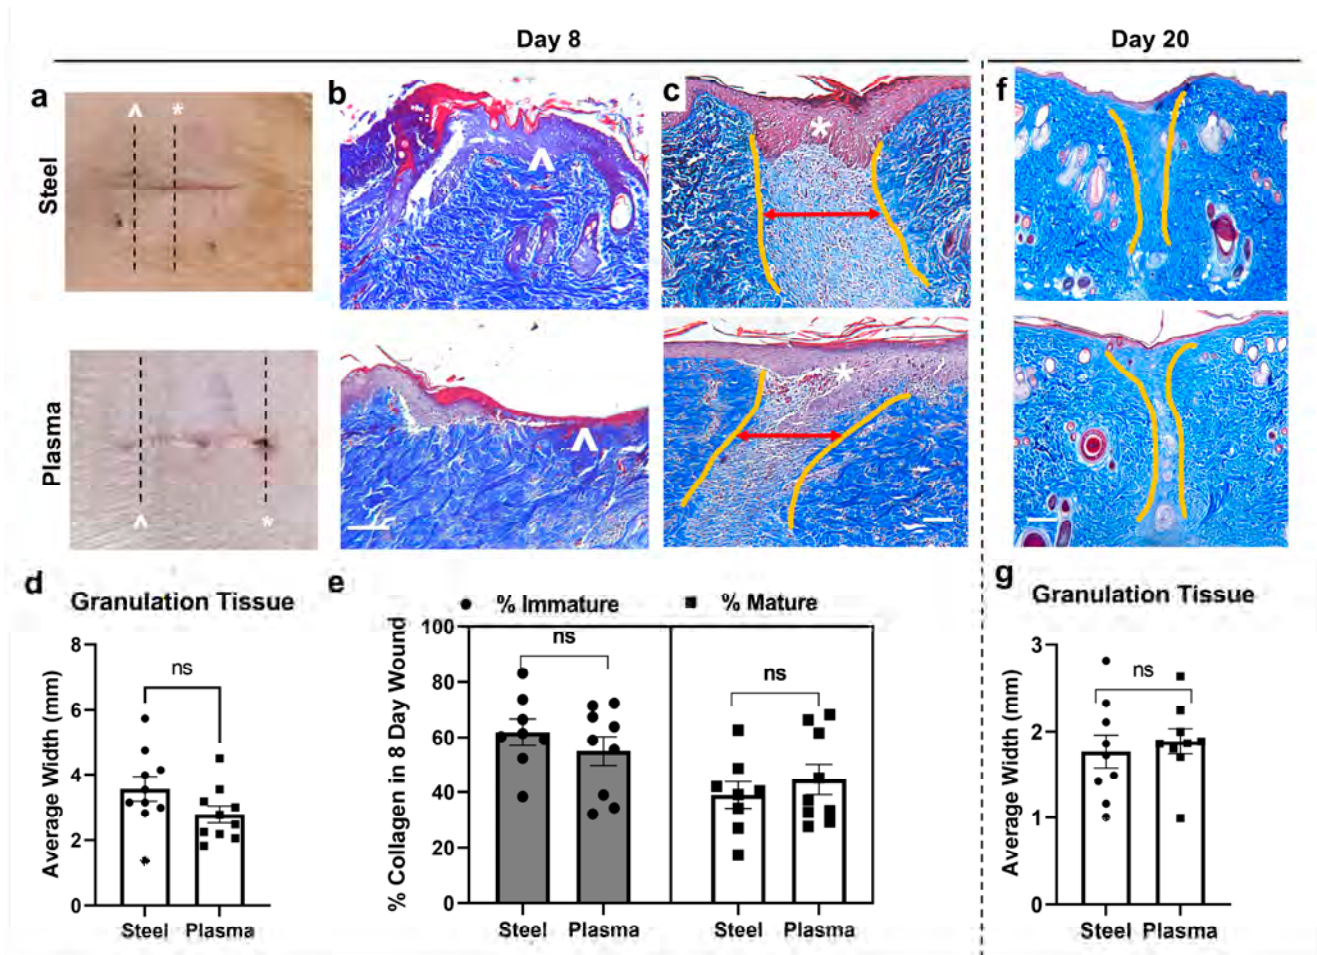 Day 8
Day 20
a
^ *
b
^
c
*
f
Steel
Plasma
^ *
^
*
d
Granulation Tissue
e
% Immature
% Mature
g
Granulation Tissue
Average Width (mm)
8
6
4
2
0
ns
Steel Plasma
% Collagen in 8 Day Wound
100
80
60
40
20
0
ns
ns
Steel Plasma
Steel Plasma
Average Width (mm)
3
2
1
0
ns
Steel Plasma